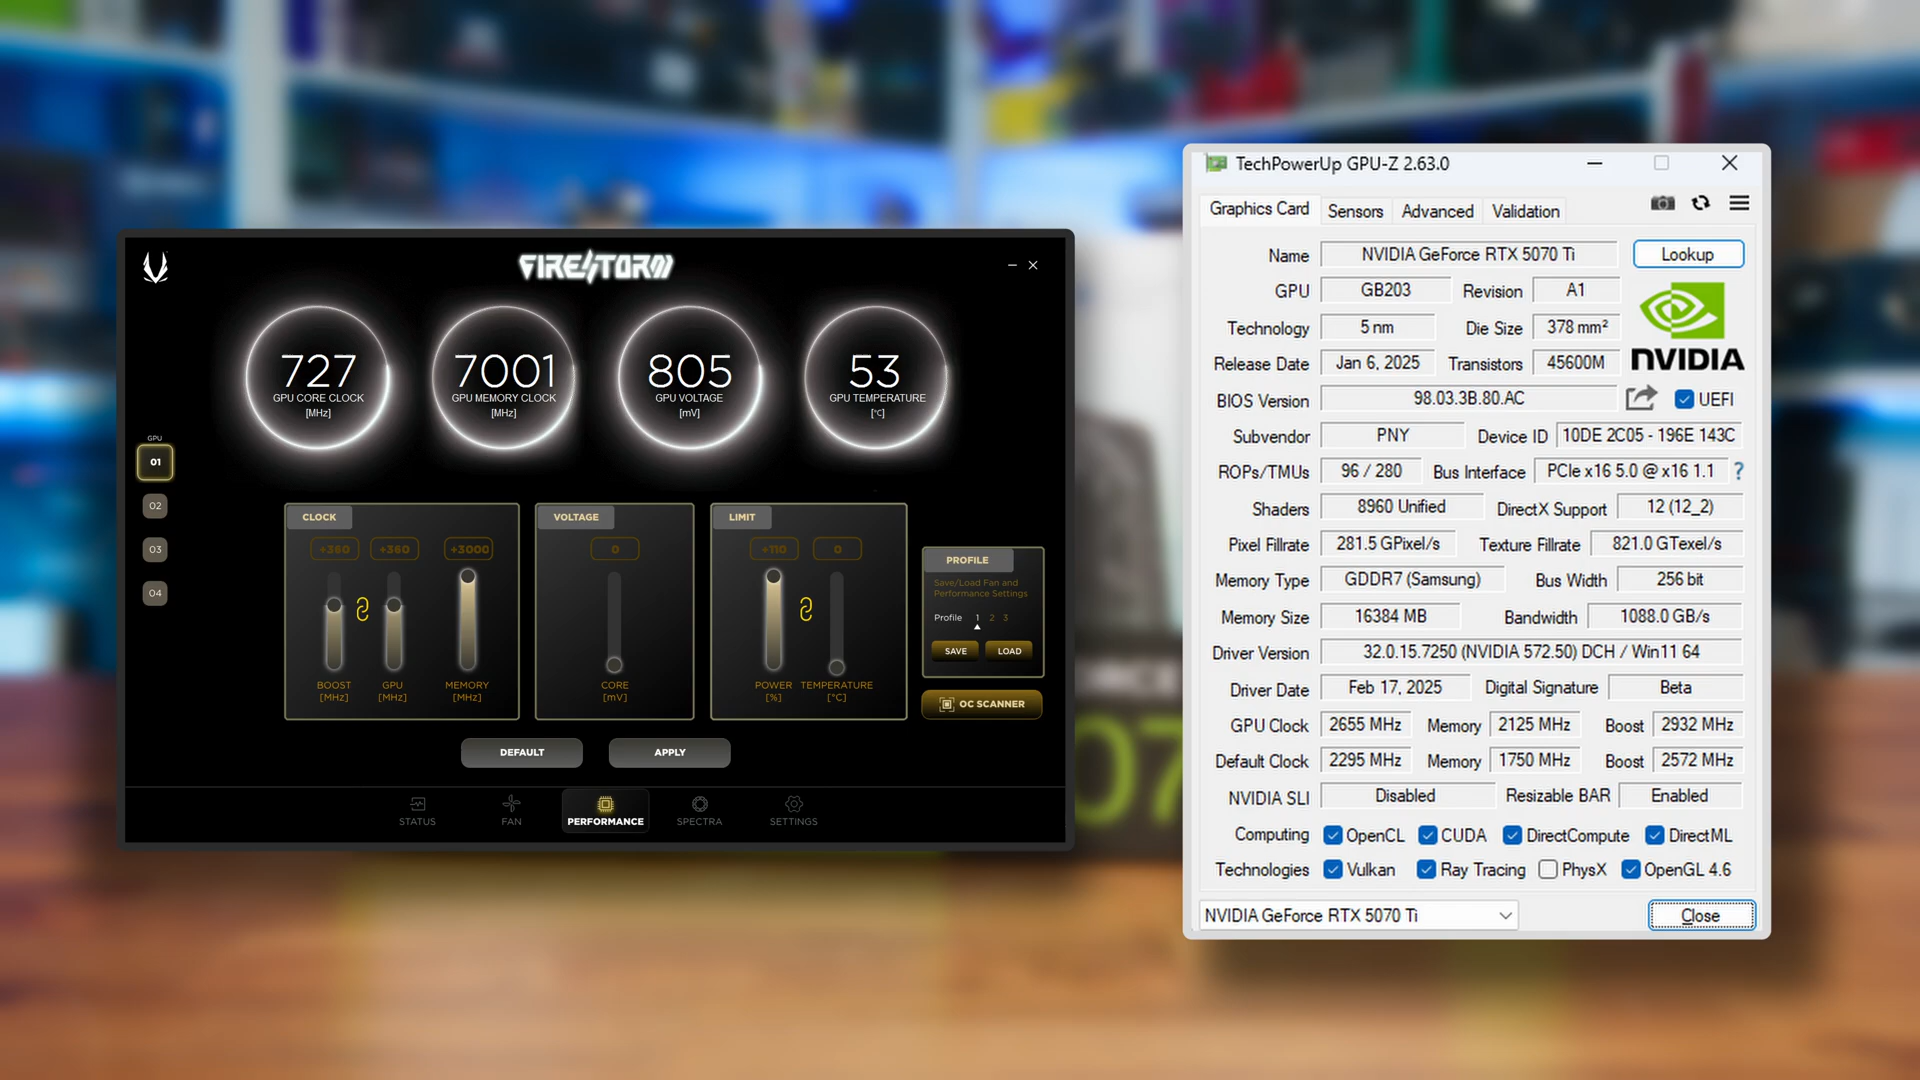 FIRESTORM
727
GPU CORE CLOCK
[MHz]
7001
GPU MEMORY CLOCK
[MHz]
805
GPU VOLTAGE
[mV]
53
GPU TEMPERATURE
[°C]
GPU
01
02
03
04
CLOCK
+360 +360 +3000
BOOST
[MHz]
GPU
[MHz]
MEMORY
[MHz]
VOLTAGE
0
CORE
[mV]
LIMIT
+110 0
POWER
[%]
TEMPERATURE
[°C]
PROFILE
Save/Load Fan and
Performance Settings
Profile 1 2 3
SAVE LOAD
OC SCANNER
DEFAULT APPLY
STATUS FAN PERFORMANCE SPECTRA SETTINGS
TechPowerUp GPU-Z 2.63.0
Graphics Card Sensors Advanced Validation
Name NVIDIA GeForce RTX 5070 Ti Lookup
GPU GB203 Revision A1
Technology 5 nm Die Size 378 mm²
Release Date Jan 6, 2025 Transistors 45600M
NVIDIA
BIOS Version 98.03.3B.80.AC UEFI
Subvendor PNY Device ID 10DE 2C05 - 196E 143C
ROPs/TMUs 96 / 280 Bus Interface PCIe x16 5.0 @ x16 1.1 ?
Shaders 8960 Unified DirectX Support 12 (12_2)
Pixel Fillrate 281.5 GPixel/s Texture Fillrate 821.0 GTexel/s
Memory Type GDDR7 (Samsung) Bus Width 256 bit
Memory Size 16384 MB Bandwidth 1088.0 GB/s
Driver Version 32.0.15.7250 (NVIDIA 572.50) DCH / Win11 64
Driver Date Feb 17, 2025 Digital Signature Beta
GPU Clock 2655 MHz Memory 2125 MHz Boost 2932 MHz
Default Clock 2295 MHz Memory 1750 MHz Boost 2572 MHz
NVIDIA SLI Disabled Resizable BAR Enabled
Computing OpenCL CUDA DirectCompute DirectML
Technologies Vulkan Ray Tracing PhysX OpenGL 4.6
NVIDIA GeForce RTX 5070 Ti Close